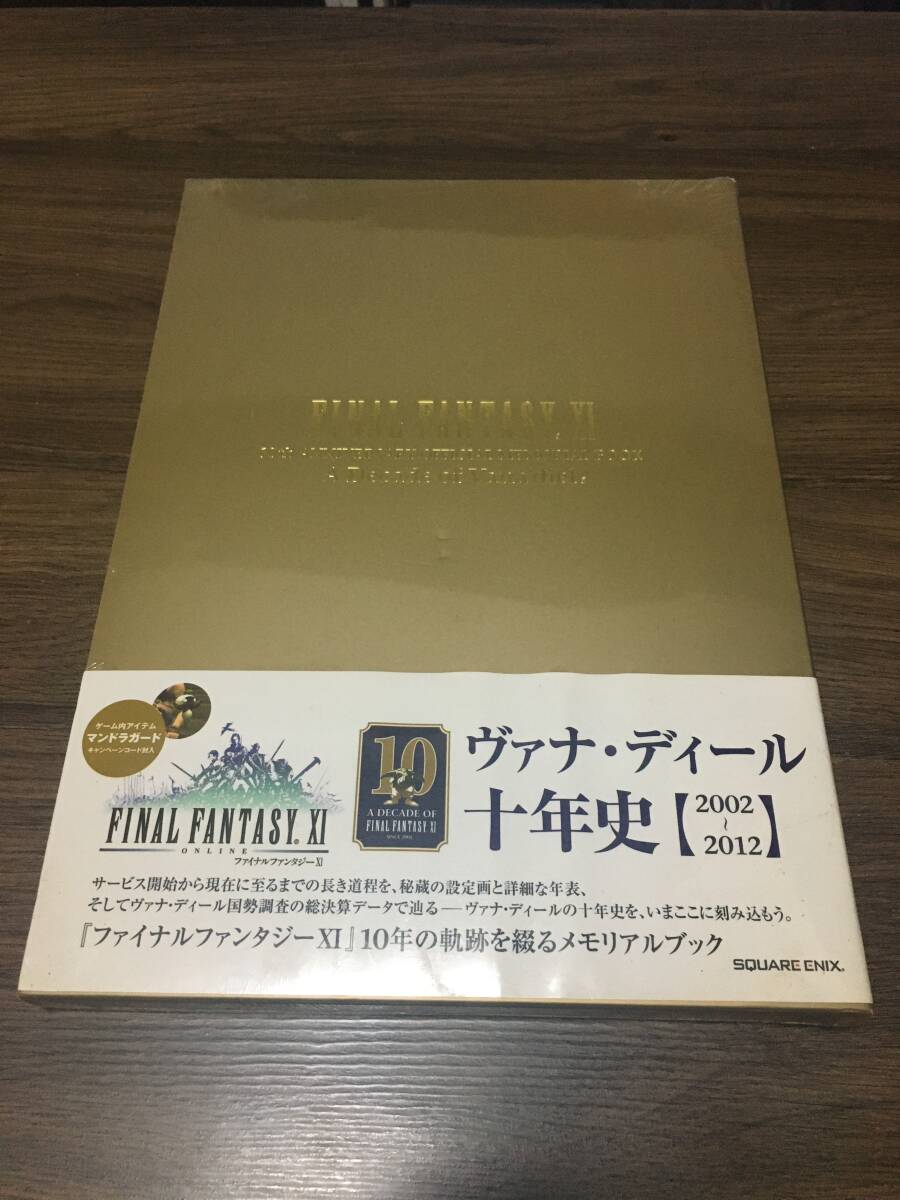 FINAL FANTASY. XI
A Decade of Vana'diel
ゲーム内アイテム
マンドラガード
キャンペーンコード封入
FINAL FANTASY. XI
ONLINE
ファイナルファンタジー XI
10
A DECADE OF
FINAL FANTASY XI
SINCE 2002
ヴァナ・ディール
十年史【2002~2012】
サービス開始から現在に至るまでの長き道程を、秘蔵の設定画と詳細な年表、
そしてヴァナ・ディール国勢調査の総決算データで辿る──ヴァナ・ディールの十年史を、いまここに刻み込もう。
『ファイナルファンタジーXI』10年の軌跡を綴るメモリアルブック
SQUARE ENIX.